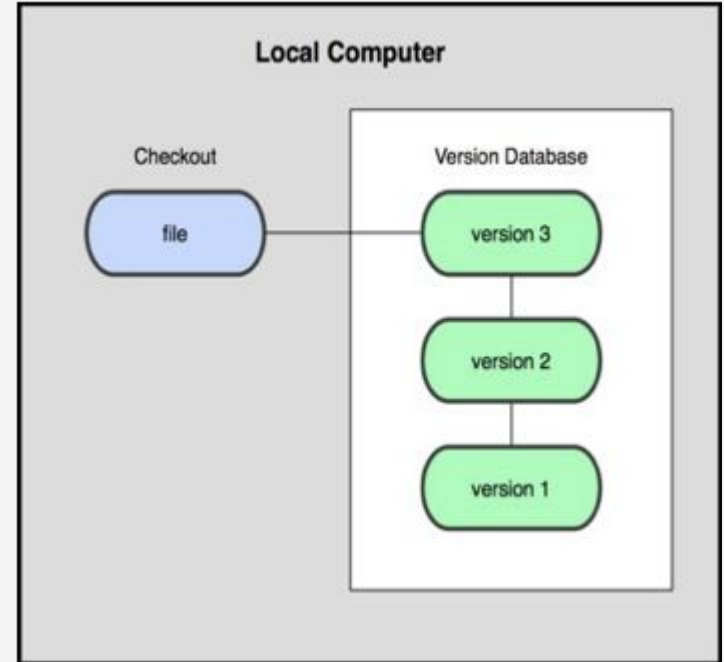 Local Computer
Checkout
Version Database
file
version 3
version 2
version 1